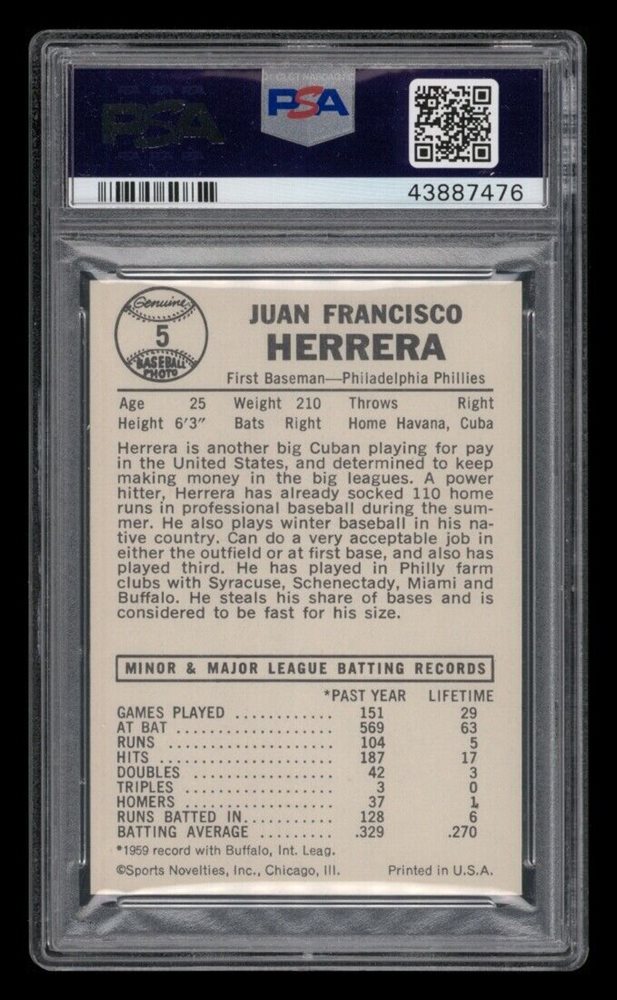 PSA
PSA
43887476
Genuine
5
BASEBALL
PHOTO
JUAN FRANCISCO
HERRERA
First Baseman—Philadelphia Phillies
Age 25 Weight 210 Throws Right
Height 6'3" Bats Right Home Havana, Cuba
Herrera is another big Cuban playing for pay
in the United States, and determined to keep
making money in the big leagues. A power
hitter, Herrera has already socked 110 home
runs in professional baseball during the sum-
mer. He also plays winter baseball in his na-
tive country. Can do a very acceptable job in
either the outfield or at first base, and also has
played third. He has played in Philly farm
clubs with Syracuse, Schenectady, Miami and
Buffalo. He steals his share of bases and is
considered to be fast for his size.
MINOR & MAJOR LEAGUE BATTING RECORDS
*PAST YEAR LIFETIME
GAMES PLAYED ............ 151 29
AT BAT ................... 569 63
RUNS ..................... 104 5
HITS ..................... 187 17
DOUBLES ................. 42 3
TRIPLES .................. 3 0
HOMERS .................. 37 1
RUNS BATTED IN........... 128 6
BATTING AVERAGE ......... .329 .270
*1959 record with Buffalo, Int. Leag.
©Sports Novelties, Inc., Chicago, Ill. Printed in U.S.A.